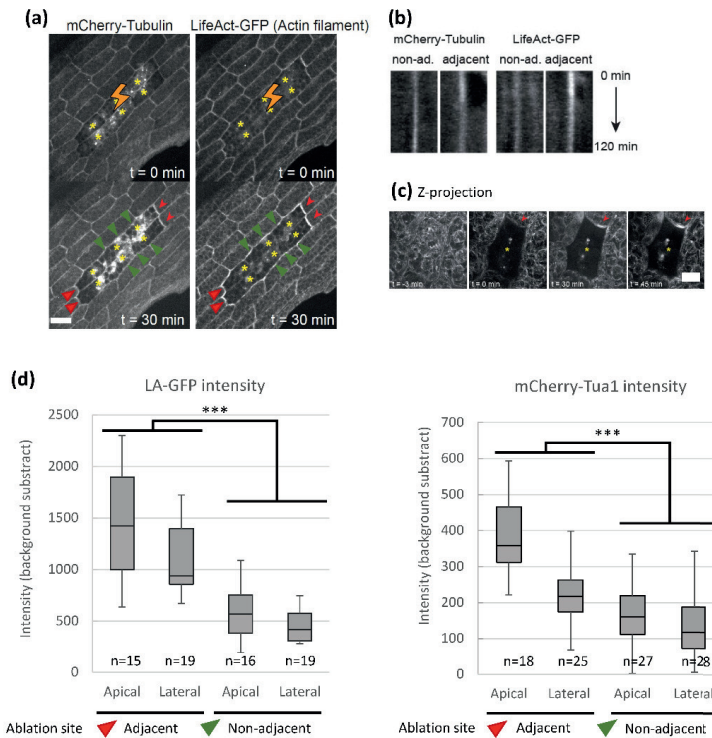 (a)
mCherry-Tubulin LifeAct-GFP (Actin filament)
t = 0 min t = 0 min
t = 30 min t = 30 min
(b)
mCherry-Tubulin LifeAct-GFP
non-ad. adjacent non-ad. adjacent
0 min
120 min
(c) Z-projection
t = -3 min t = 0 min t = 30 min t = 45 min
(d)
LA-GFP intensity
Intensity (background substract)
2500
2000
1500
1000
500
0
***
n=15 n=19 n=16 n=19
Apical Lateral Apical Lateral
Ablation site Adjacent Non-adjacent
mCherry-Tua1 intensity
Intensity (background substract)
700
600
500
400
300
200
100
0
***
n=18 n=25 n=27 n=28
Apical Lateral Apical Lateral
Ablation site Adjacent Non-adjacent